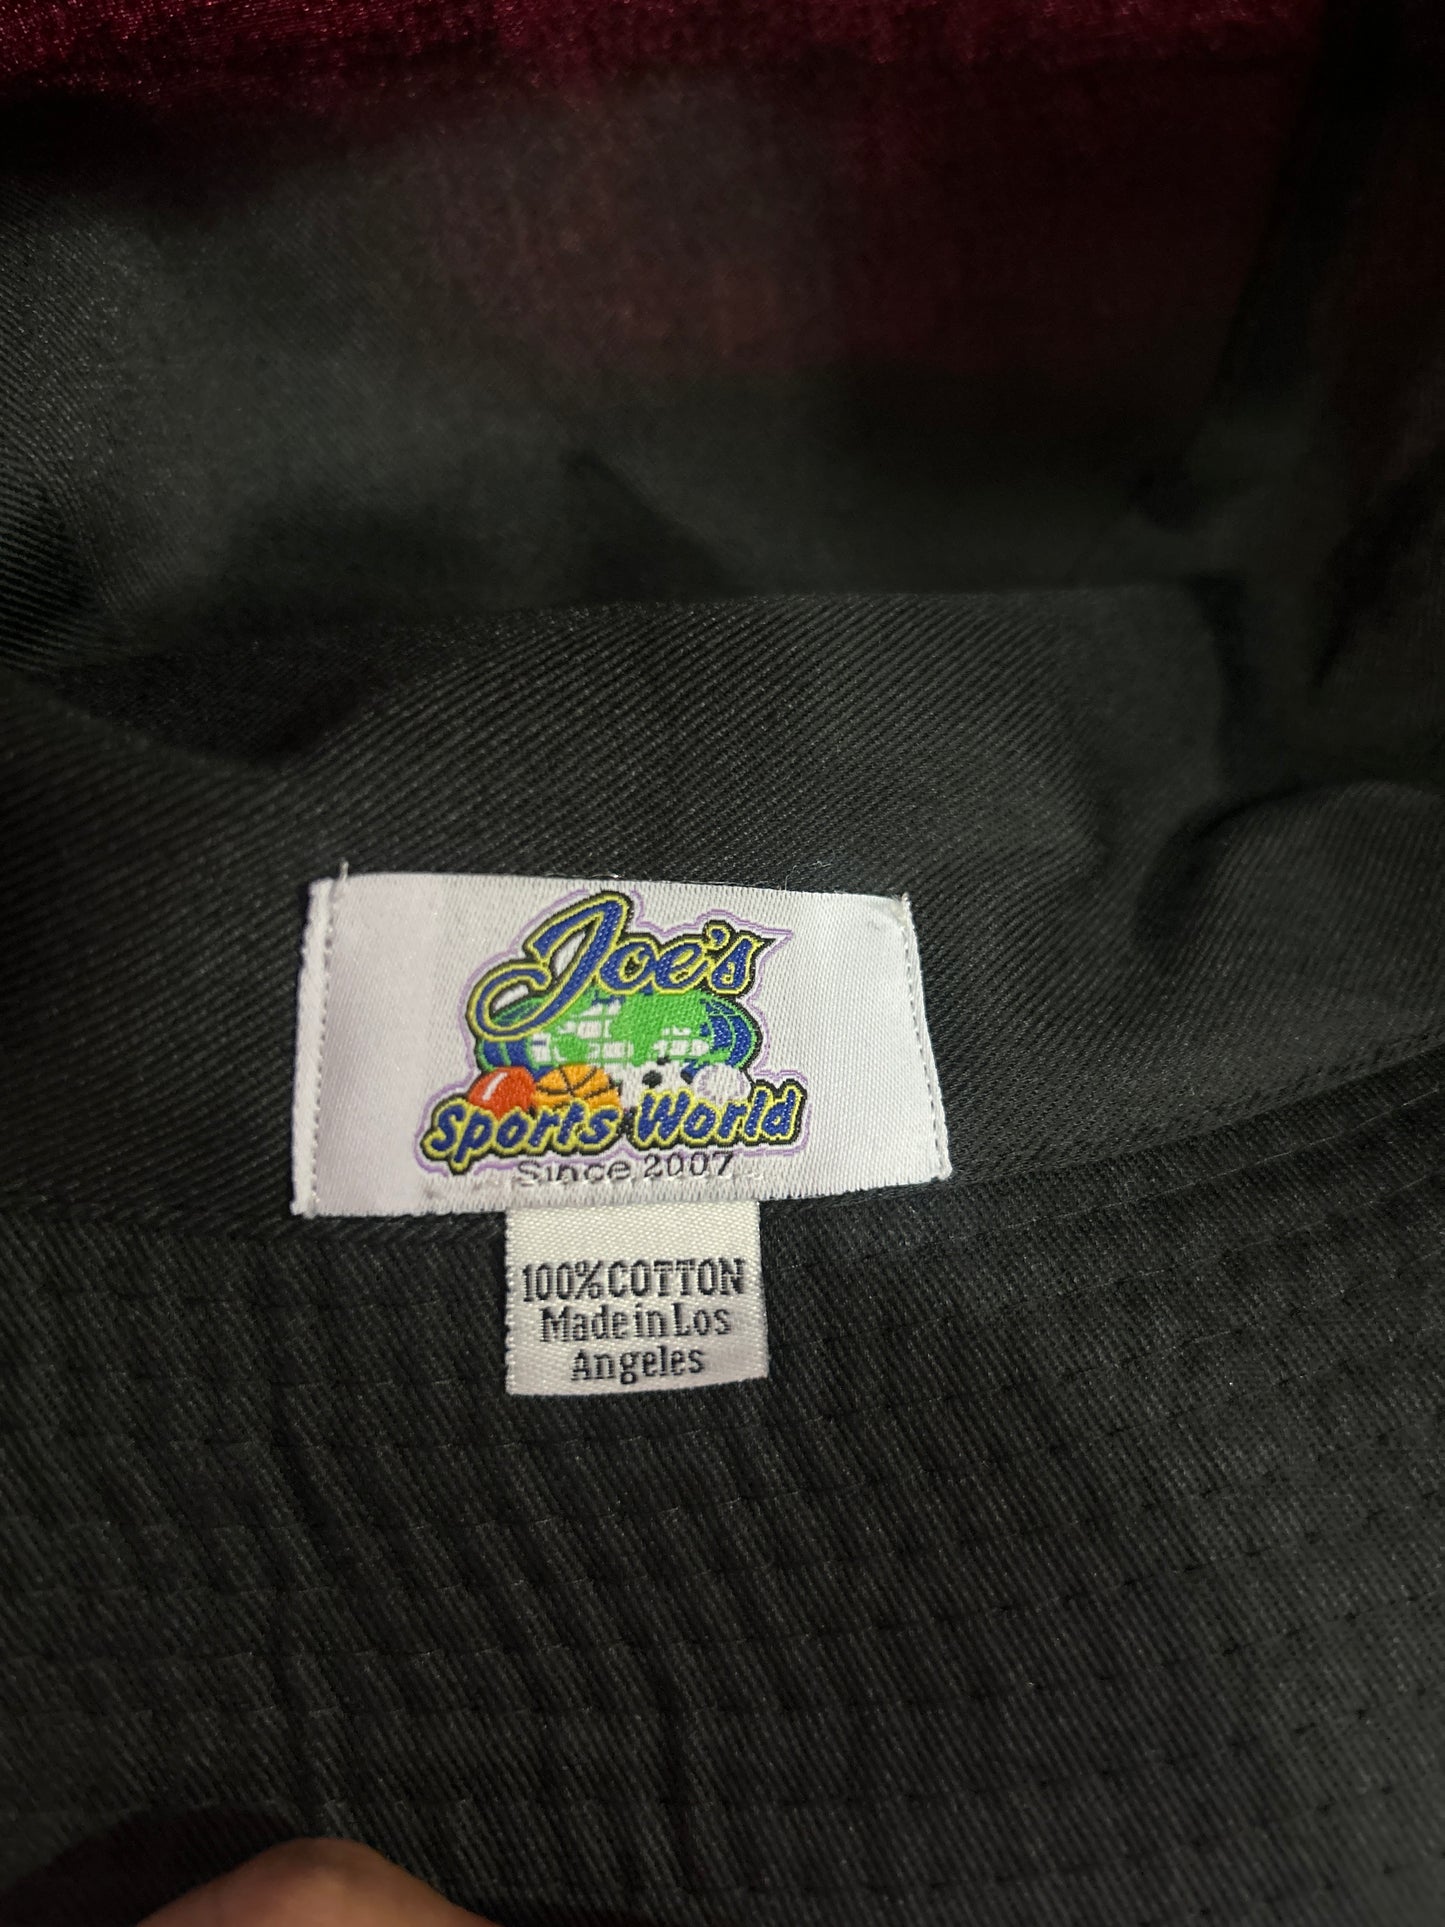 Joe's
Sports World
Since 2007
100%COTTON
Made in Los
Angeles